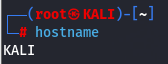 ┌──(root㉿KALI)-[~]
└─# hostname
KALI